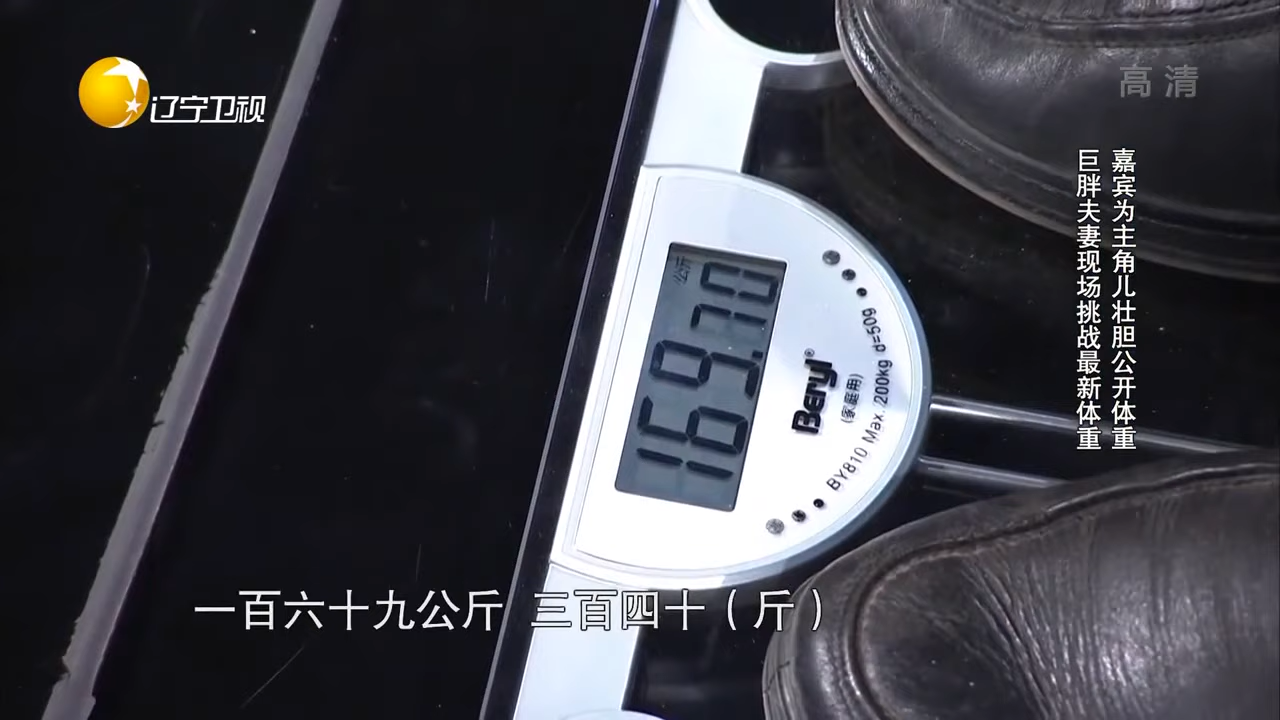 辽宁卫视
高清
嘉宾为主角儿壮胆公开体重
巨胖夫妻现场挑战最新体重
公斤
169.70
Beryl®
(家庭用)
BY810 Max./200kg d=50g
一百六十九公斤 三百四十(斤)